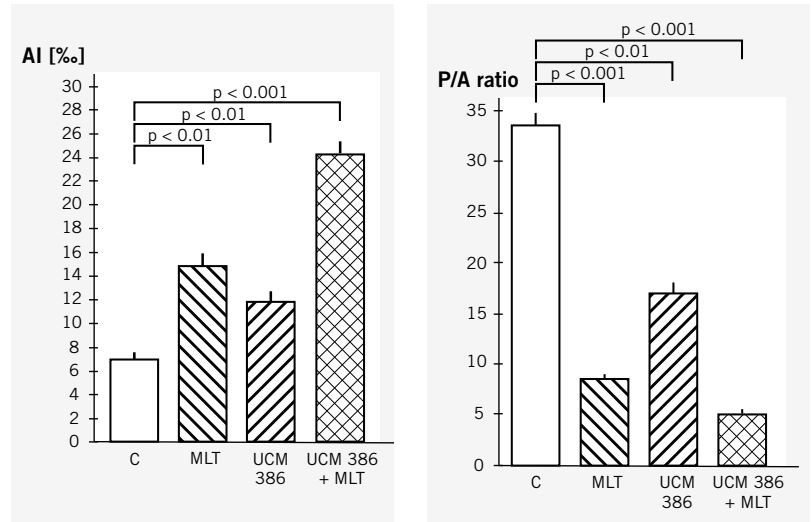 AI [‰]
30
28
26
24
22
20
18
16
14
12
10
8
6
4
2
0
p < 0.001
p < 0.01
p < 0.01
C
MLT
UCM
386
UCM 386
+ MLT
P/A ratio
35
30
25
20
15
10
5
0
p < 0.001
p < 0.01
p < 0.001
C
MLT
UCM
386
UCM 386
+ MLT